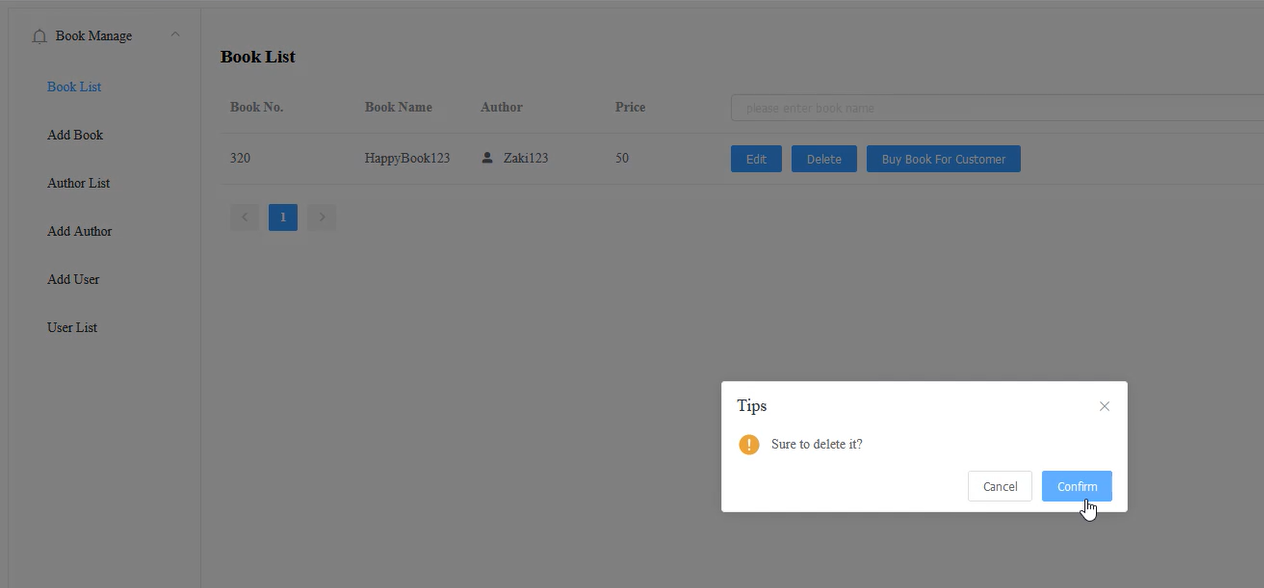 Book Manage
Book List
Add Book
Author List
Add Author
Add User
User List
Book List
Book No. Book Name Author Price please enter book name
320 HappyBook123 Zaki123 50 Edit Delete Buy Book For Customer
1
Tips
Sure to delete it?
Cancel Confirm